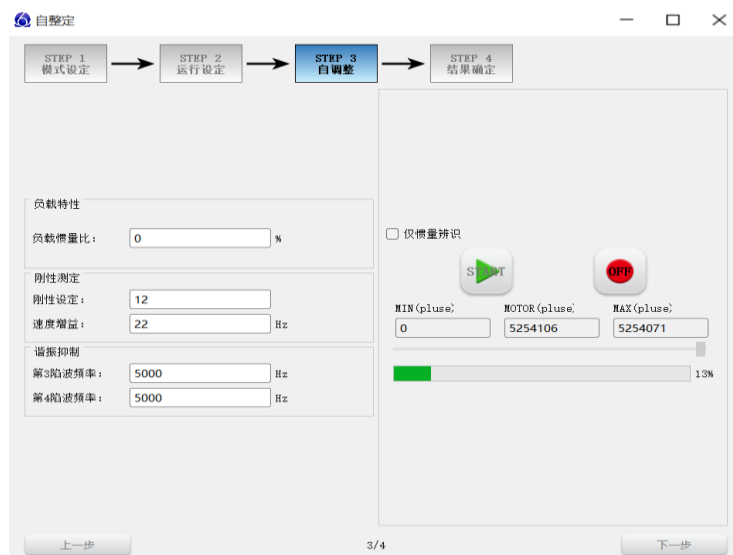 自整定
STEP 1
模式设定
STEP 2
运行设定
STEP 3
自调整
STEP 4
结果确定
负载特性
负载惯量比: 0 %
刚性测定
刚性设定: 12
速度增益: 22 Hz
谐振抑制
第3陷波频率: 5000 Hz
第4陷波频率: 5000 Hz
仅惯量辨识
START
OFF
MIN(pluse) MOTOR(pluse) MAX(pluse)
0 5254106 5254071
13%
上一步 3/4 下一步